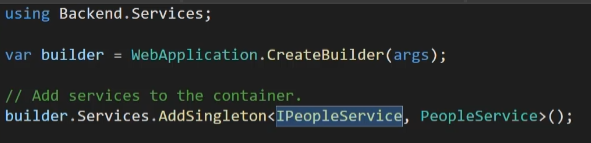 using Backend.Services;
var builder = WebApplication.CreateBuilder(args);
// Add services to the container.
builder.Services.AddSingleton<IPeopleService, PeopleService>();